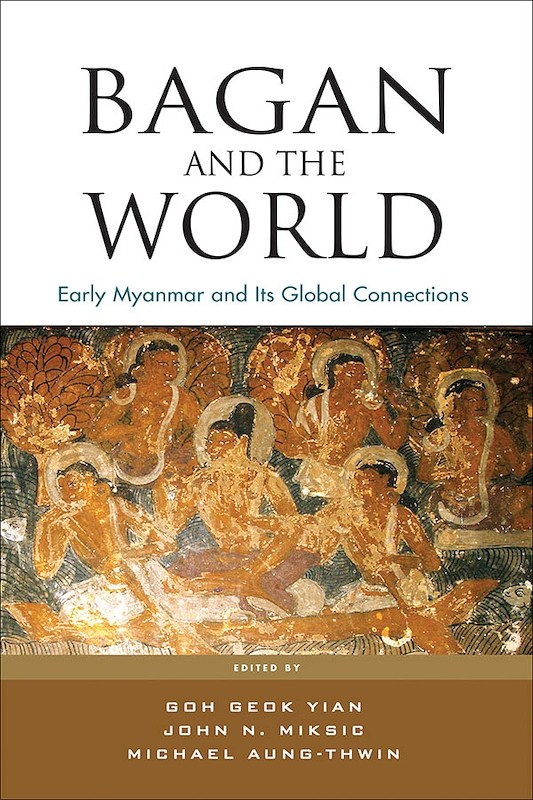 BAGAN
AND THE
WORLD
Early Myanmar and Its Global Connections
EDITED BY
GOH GEOK YIAN
JOHN N. MIKSIC
MICHAEL AUNG-THWIN